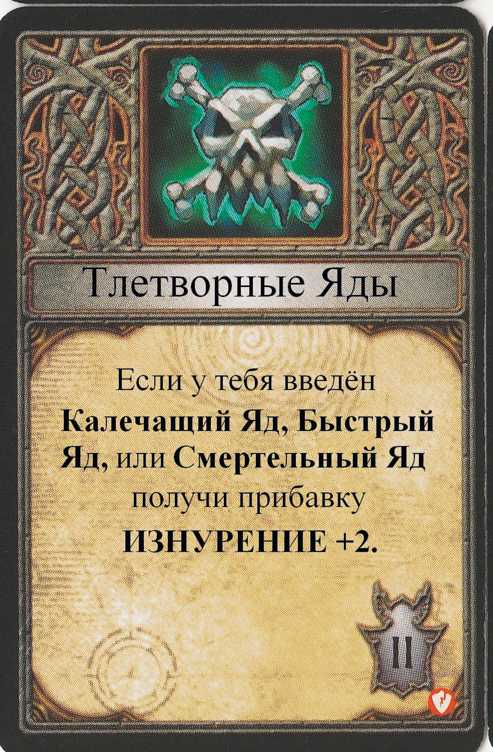 Тлетворные Яды
Если у тебя введён
Калечащий Яд, Быстрый
Яд, или Смертельный Яд
получи прибавку
ИЗНУРЕНИЕ +2.
II